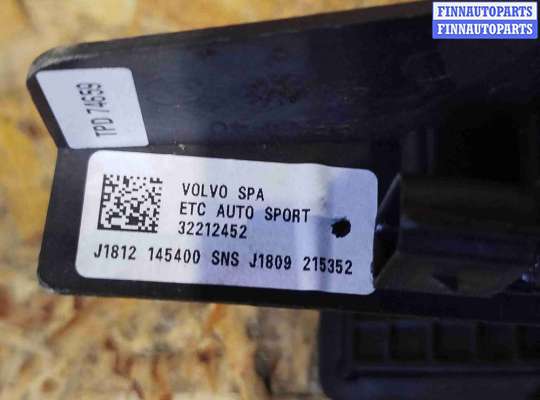 FINNAUTOPARTS
FINNAUTOPARTS
TPD 74659
VOLVO SPA
ETC AUTO SPORT
32212452
J1812 145400 SNS J1809 215352